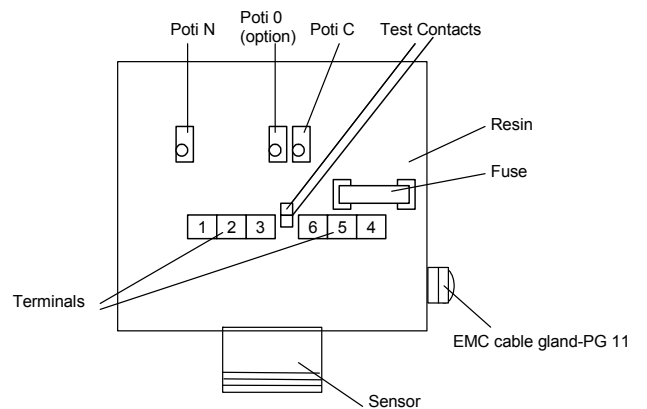 Poti N
Poti 0
(option)
Poti C
Test Contacts
Resin
Fuse
1 2 3 6 5 4
Terminals
EMC cable gland-PG 11
Sensor